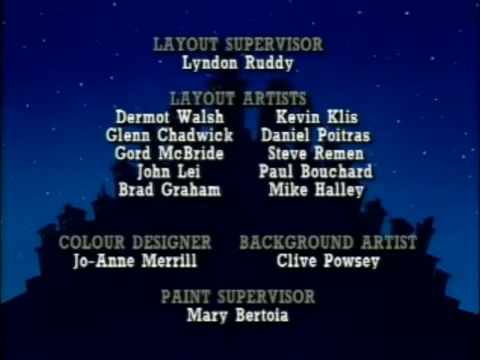 LAYOUT SUPERVISOR
Lyndon Ruddy
LAYOUT ARTISTS
Dermot Walsh Kevin Klis
Glenn Chadwick Daniel Poitras
Gord McBride Steve Remen
John Lei Paul Bouchard
Brad Graham Mike Halley
COLOUR DESIGNER BACKGROUND ARTIST
Jo-Anne Merrill Clive Powsey
PAINT SUPERVISOR
Mary Bertoia